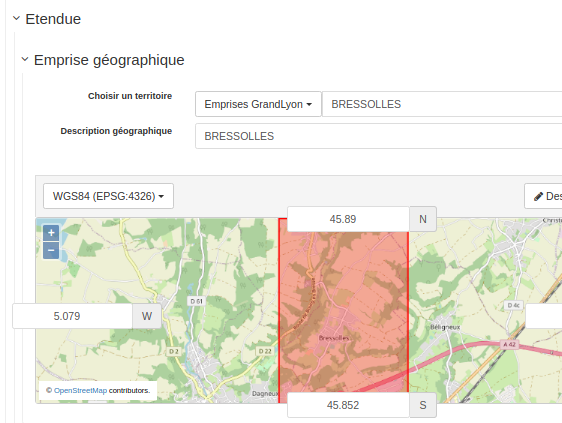 Etendue
Emprise géographique
Choisir un territoire
Emprises GrandLyon
BRESSOLLES
Description géographique
BRESSOLLES
WGS84 (EPSG:4326)
Des
45.89 N
+
−
Christ
D 61
5.079 W
D 4c
Béligneux
Bressolles
D 2
D 22
A 42
Dagneux
© OpenStreetMap contributors.
45.852 S